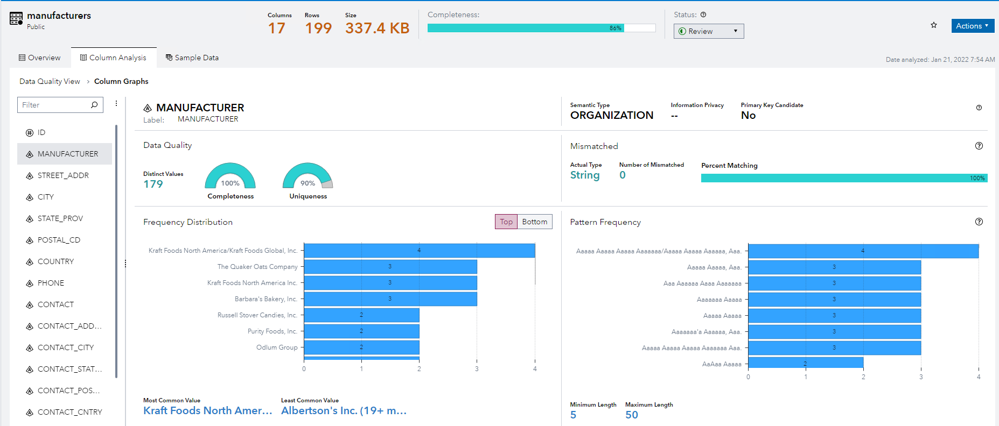 manufacturers
Public
Columns Rows Size
17 199 337.4 KB
Completeness:
86%
Status:
Review
Actions
Overview Column Analysis Sample Data
Date analyzed: Jan 21, 2022 7:54 AM
Data Quality View > Column Graphs
Filter
ID
MANUFACTURER
STREET_ADDR
CITY
STATE_PROV
POSTAL_CD
COUNTRY
PHONE
CONTACT
CONTACT_ADD...
CONTACT_CITY
CONTACT_STAT...
CONTACT_POS...
CONTACT_CNTRY
MANUFACTURER
Label: MANUFACTURER
Semantic Type Information Privacy Primary Key Candidate
ORGANIZATION -- No
Data Quality
Distinct Values
179
100%
Completeness
90%
Uniqueness
Mismatched
Actual Type Number of Mismatched Percent Matching
String 0 100%
Frequency Distribution
Top Bottom
Kraft Foods North America/Kraft Foods Global, Inc. 4
The Quaker Oats Company 3
Kraft Foods North America Inc. 3
Barbara's Bakery, Inc. 3
Russell Stover Candies, Inc. 2
Purity Foods, Inc. 2
Odlum Group 2
0 1 2 3 4
Most Common Value Least Common Value
Kraft Foods North Amer... Albertson's Inc. (19+ m...
Pattern Frequency
Aaaaa Aaaaa Aaaaa Aaaaaaa/Aaaaa Aaaaa Aaaaaa, Aaa. 4
Aaaaa Aaaaa, Aaa. 3
Aaa Aaaaaa Aaaa Aaaaaaa 3
Aaaaaaa Aaaaa 3
Aaaaa Aaaaa 3
Aaaaaaa'a Aaaaaa, Aaa. 3
Aaaaa Aaaaa Aaaaa Aaaaaaa Aaa. 3
AaAaa Aaaaa 2
0 1 2 3 4
Minimum Length Maximum Length
5 50